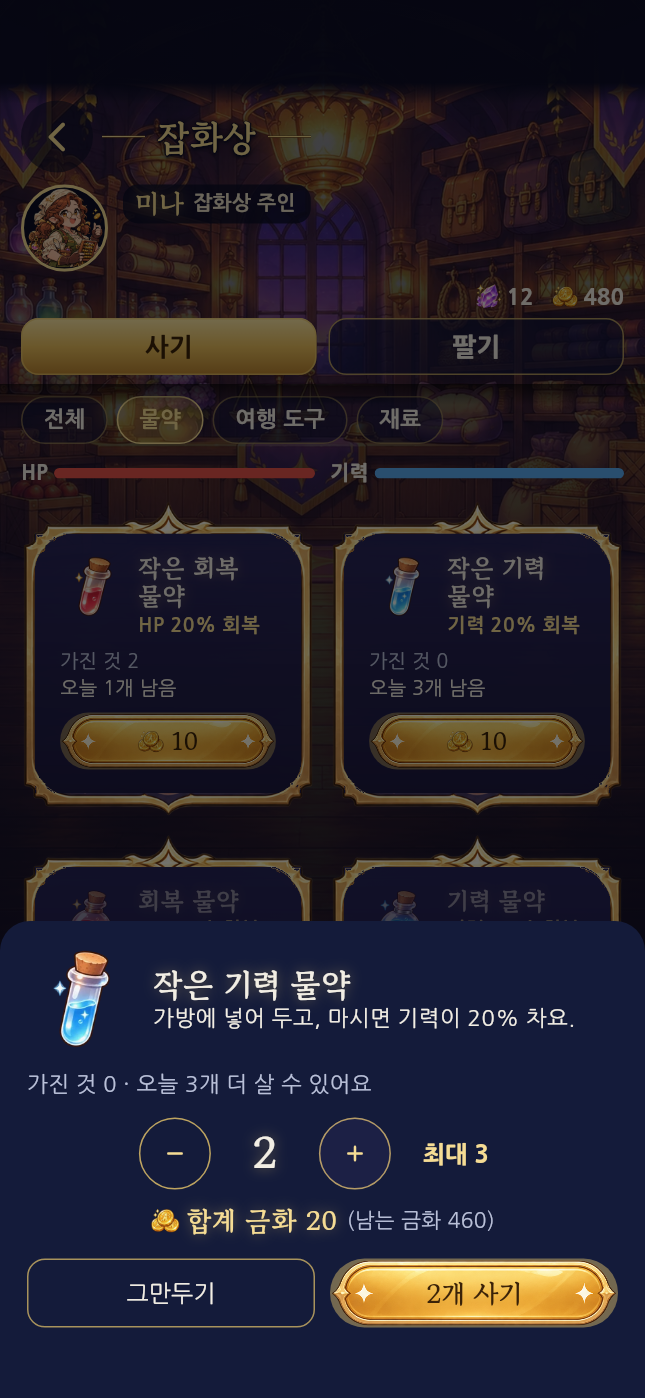 잡화상
미나 잡화상 주인
12 480
사기 팔기
전체 물약 여행 도구 재료
HP 기력
작은 회복
물약
HP 20% 회복
가진 것 2
오늘 1개 남음
10
작은 기력
물약
기력 20% 회복
가진 것 0
오늘 3개 남음
10
회복 물약
기력 물약
작은 기력 물약
가방에 넣어 두고, 마시면 기력이 20% 차요.
가진 것 0 · 오늘 3개 더 살 수 있어요
− 2 + 최대 3
합계 금화 20 (남는 금화 460)
그만두기 2개 사기